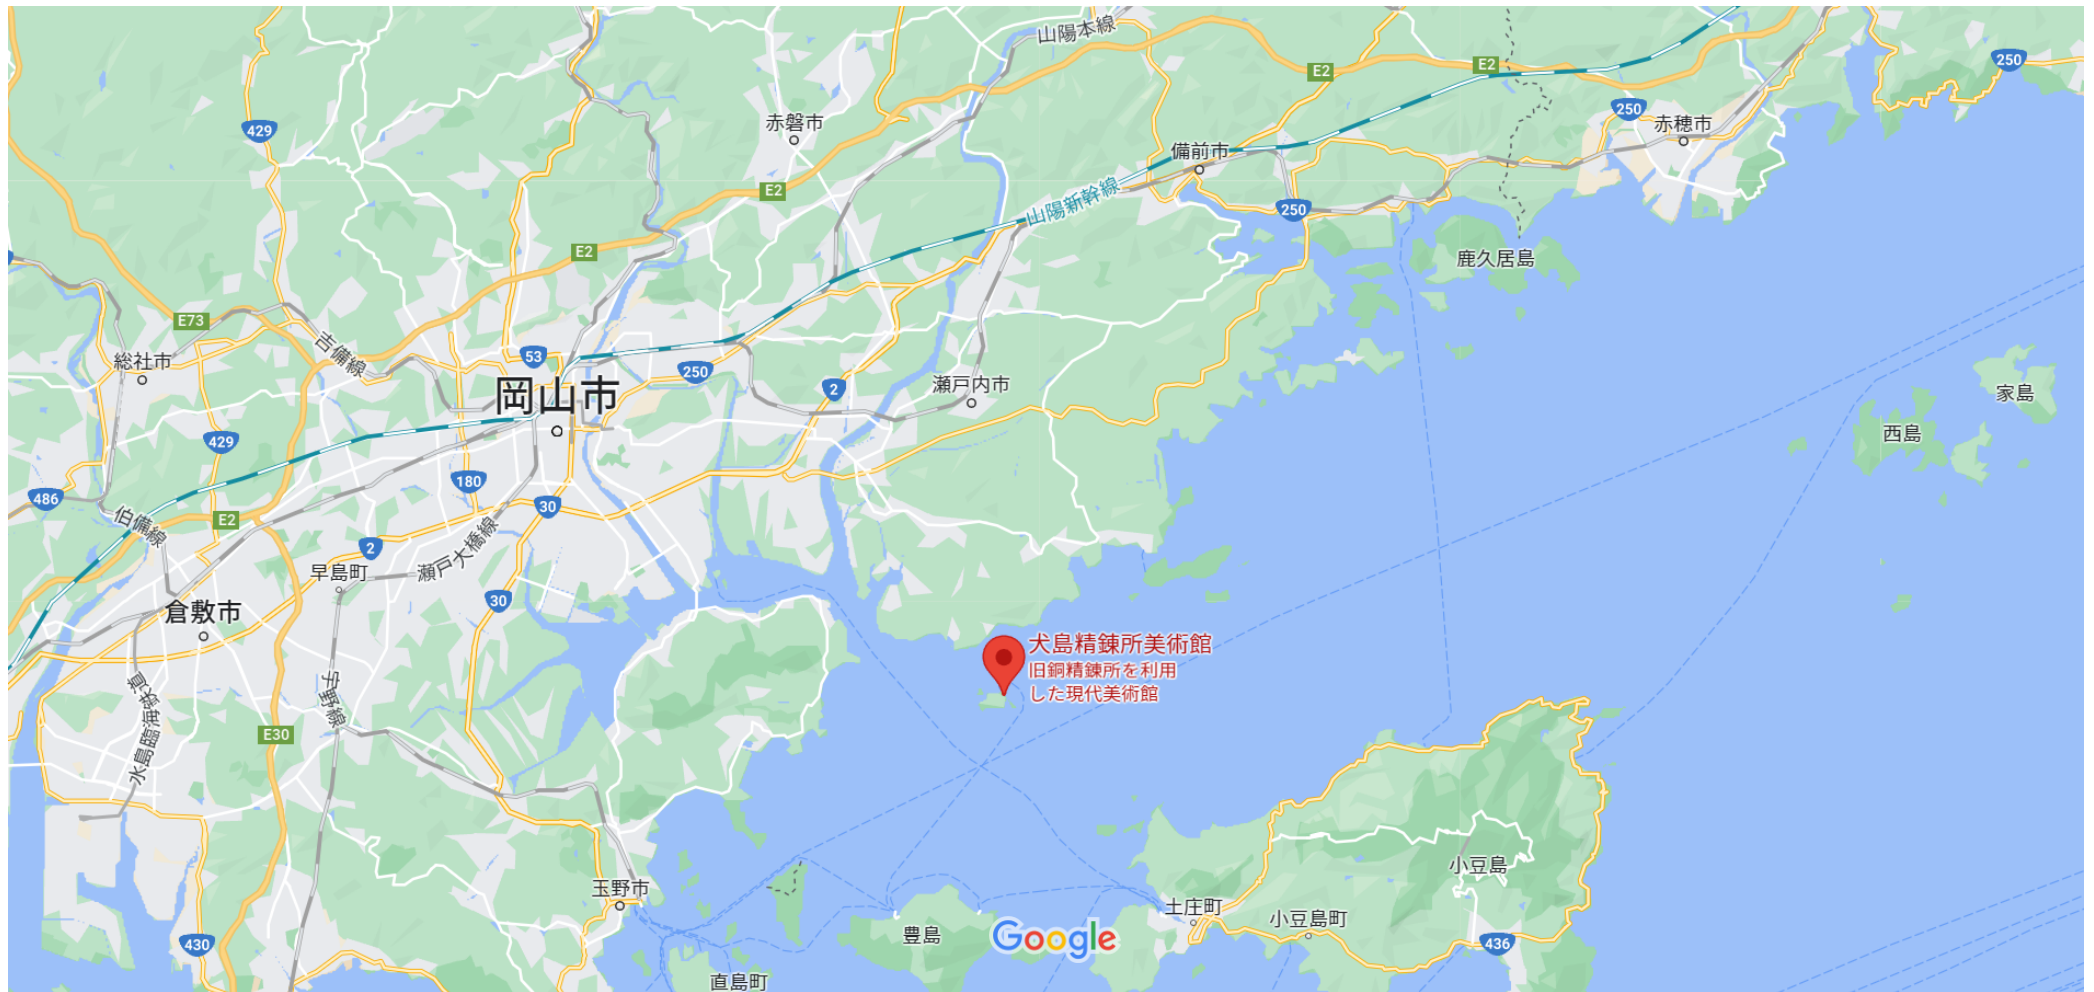 山陽本線
E2
E2
250
250
429
赤磐市
赤穂市
備前市
E2
山陽新幹線
250
E2
鹿久居島
E73
吉備線
総社市
53
250
2
岡山市
瀬戸内市
家島
西島
429
180
486
30
伯備線
E2
2
瀬戸大橋線
早島町
30
倉敷市
犬島精錬所美術館
旧銅精錬所を利用
した現代美術館
宇野線
水島臨海鉄道
E30
小豆島
玉野市
土庄町
小豆島町
豊島
Google
430
436
直島町